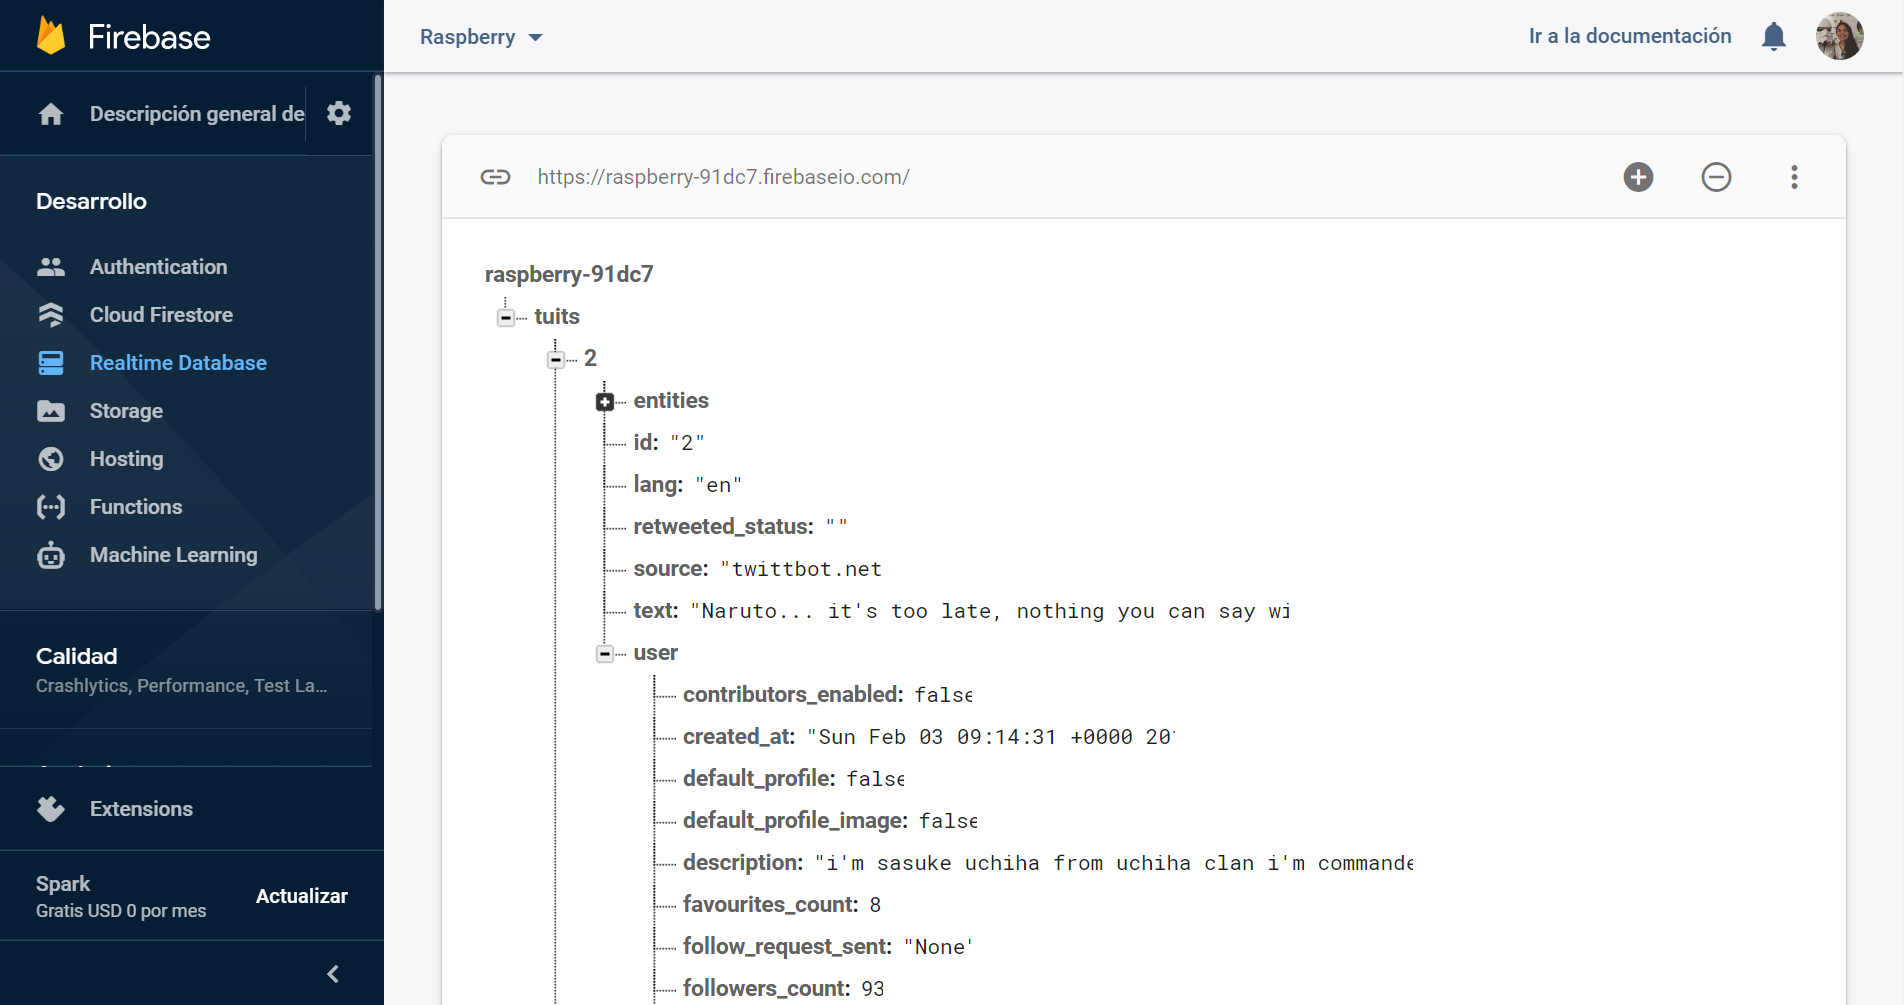 Firebase
Raspberry
Ir a la documentación
Descripción general de
Desarrollo
Authentication
Cloud Firestore
Realtime Database
Storage
Hosting
Functions
Machine Learning
Calidad
Crashlytics, Performance, Test La...
Extensions
Spark
Gratis USD 0 por mes
Actualizar
https://raspberry-91dc7.firebaseio.com/
raspberry-91dc7
tuits
2
entities
id: "2"
lang: "en"
retweeted_status: ""
source: "twittbot.net
text: "Naruto... it's too late, nothing you can say wi
user
contributors_enabled: false
created_at: "Sun Feb 03 09:14:31 +0000 20
default_profile: false
default_profile_image: false
description: "i'm sasuke uchiha from uchiha clan i'm commande
favourites_count: 8
follow_request_sent: "None"
followers_count: 93